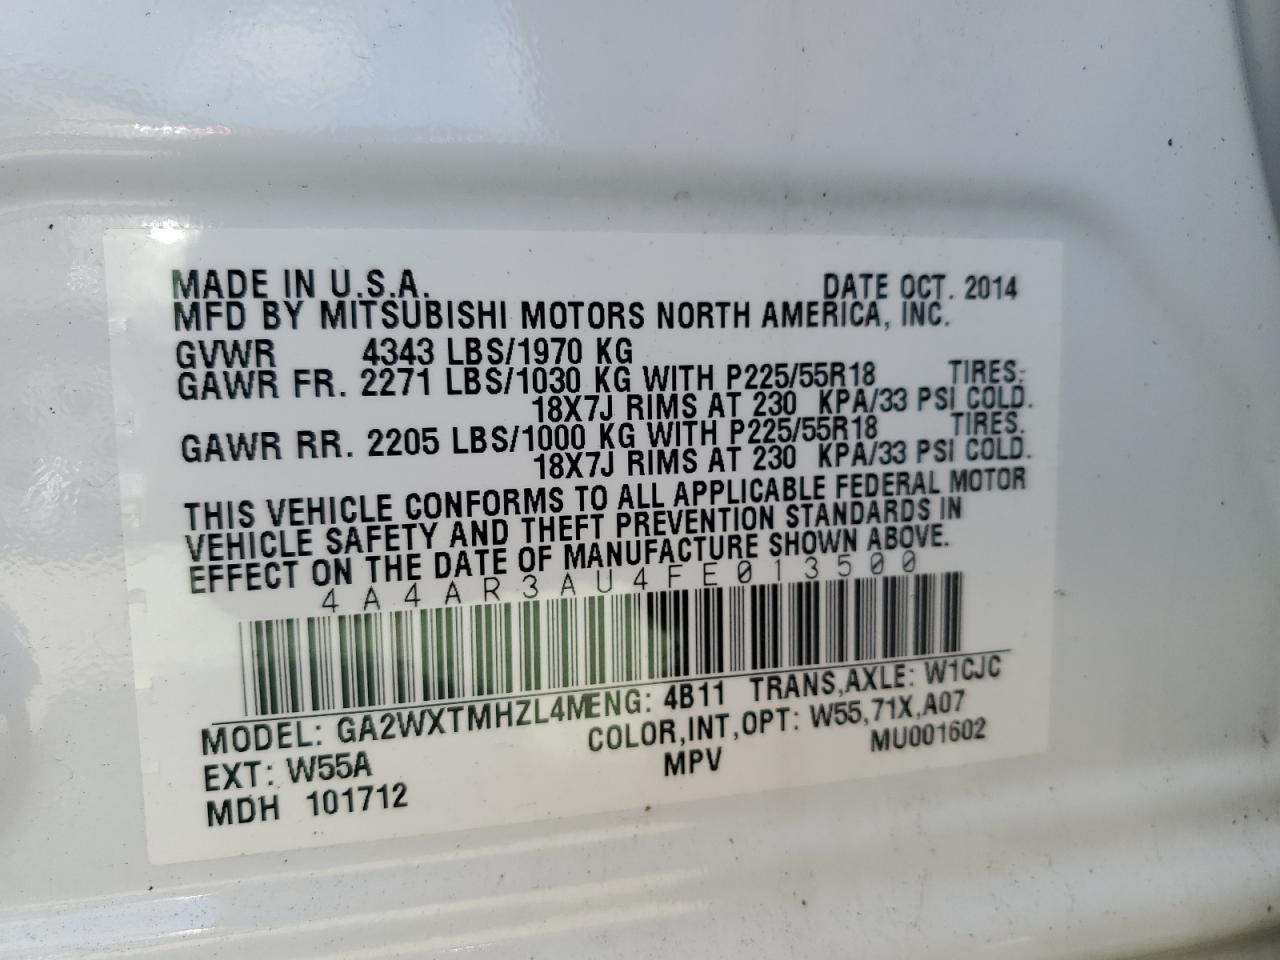 MADE IN U.S.A. DATE OCT. 2014
MFD BY MITSUBISHI MOTORS NORTH AMERICA, INC.
GVWR 4343 LBS/1970 KG
GAWR FR. 2271 LBS/1030 KG WITH P225/55R18 TIRES.
18X7J RIMS AT 230 KPA/33 PSI COLD.
GAWR RR. 2205 LBS/1000 KG WITH P225/55R18 TIRES.
18X7J RIMS AT 230 KPA/33 PSI COLD.
THIS VEHICLE CONFORMS TO ALL APPLICABLE FEDERAL MOTOR
VEHICLE SAFETY AND THEFT PREVENTION STANDARDS IN
EFFECT ON THE DATE OF MANUFACTURE SHOWN ABOVE.
4A4AR3AU4FE013500
MODEL: GA2WXTMHZL4MENG: 4B11 TRANS,AXLE: W1CJC
EXT: W55A COLOR,INT,OPT: W55,71X,A07
MDH 101712 MPV MU001602